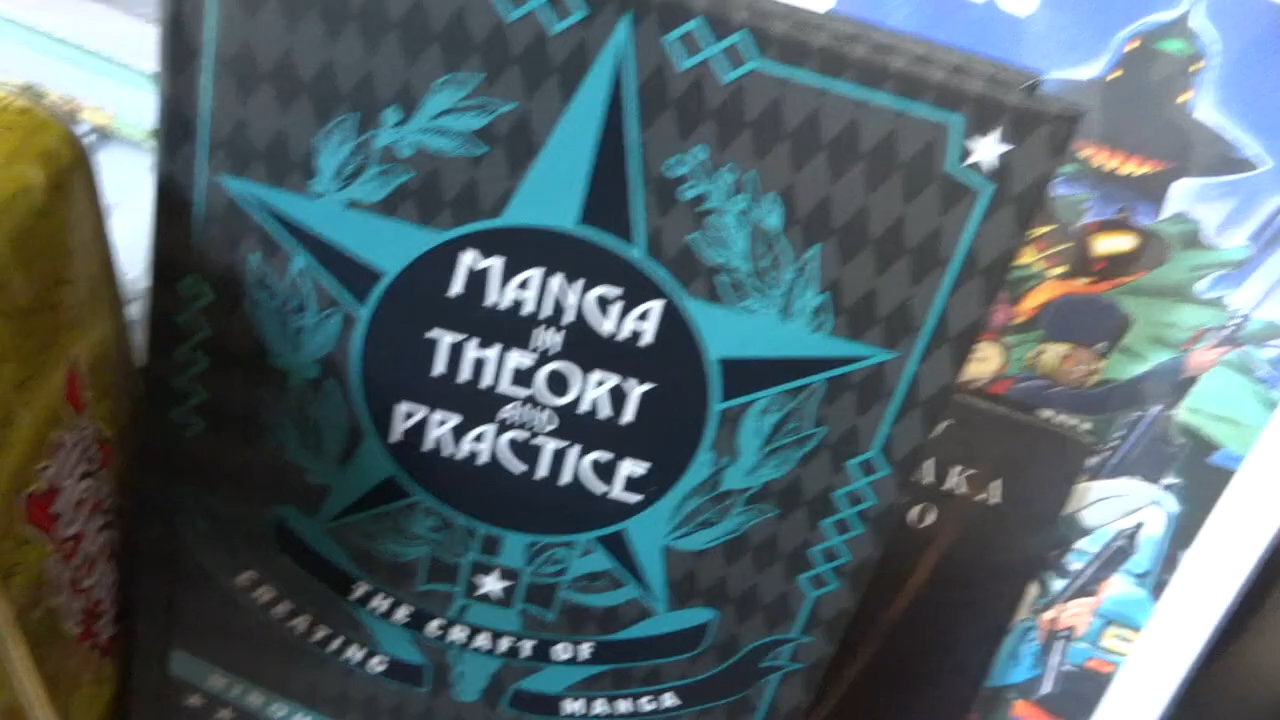 MANGA
IN
THEORY
AND
PRACTICE
THE CRAFT OF
CREATING
MANGA
AKA
O